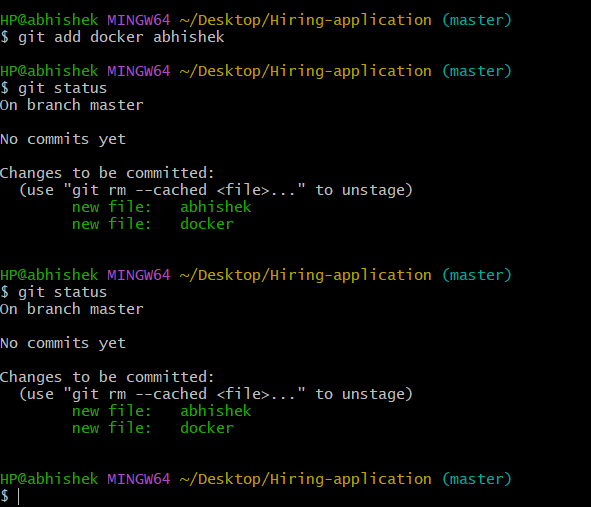 HP@abhishek MINGW64 ~/Desktop/Hiring-application (master)
$ git add docker abhishek
HP@abhishek MINGW64 ~/Desktop/Hiring-application (master)
$ git status
On branch master
No commits yet
Changes to be committed:
  (use "git rm --cached <file>..." to unstage)
        new file:   abhishek
        new file:   docker
HP@abhishek MINGW64 ~/Desktop/Hiring-application (master)
$ git status
On branch master
No commits yet
Changes to be committed:
  (use "git rm --cached <file>..." to unstage)
        new file:   abhishek
        new file:   docker
HP@abhishek MINGW64 ~/Desktop/Hiring-application (master)
$